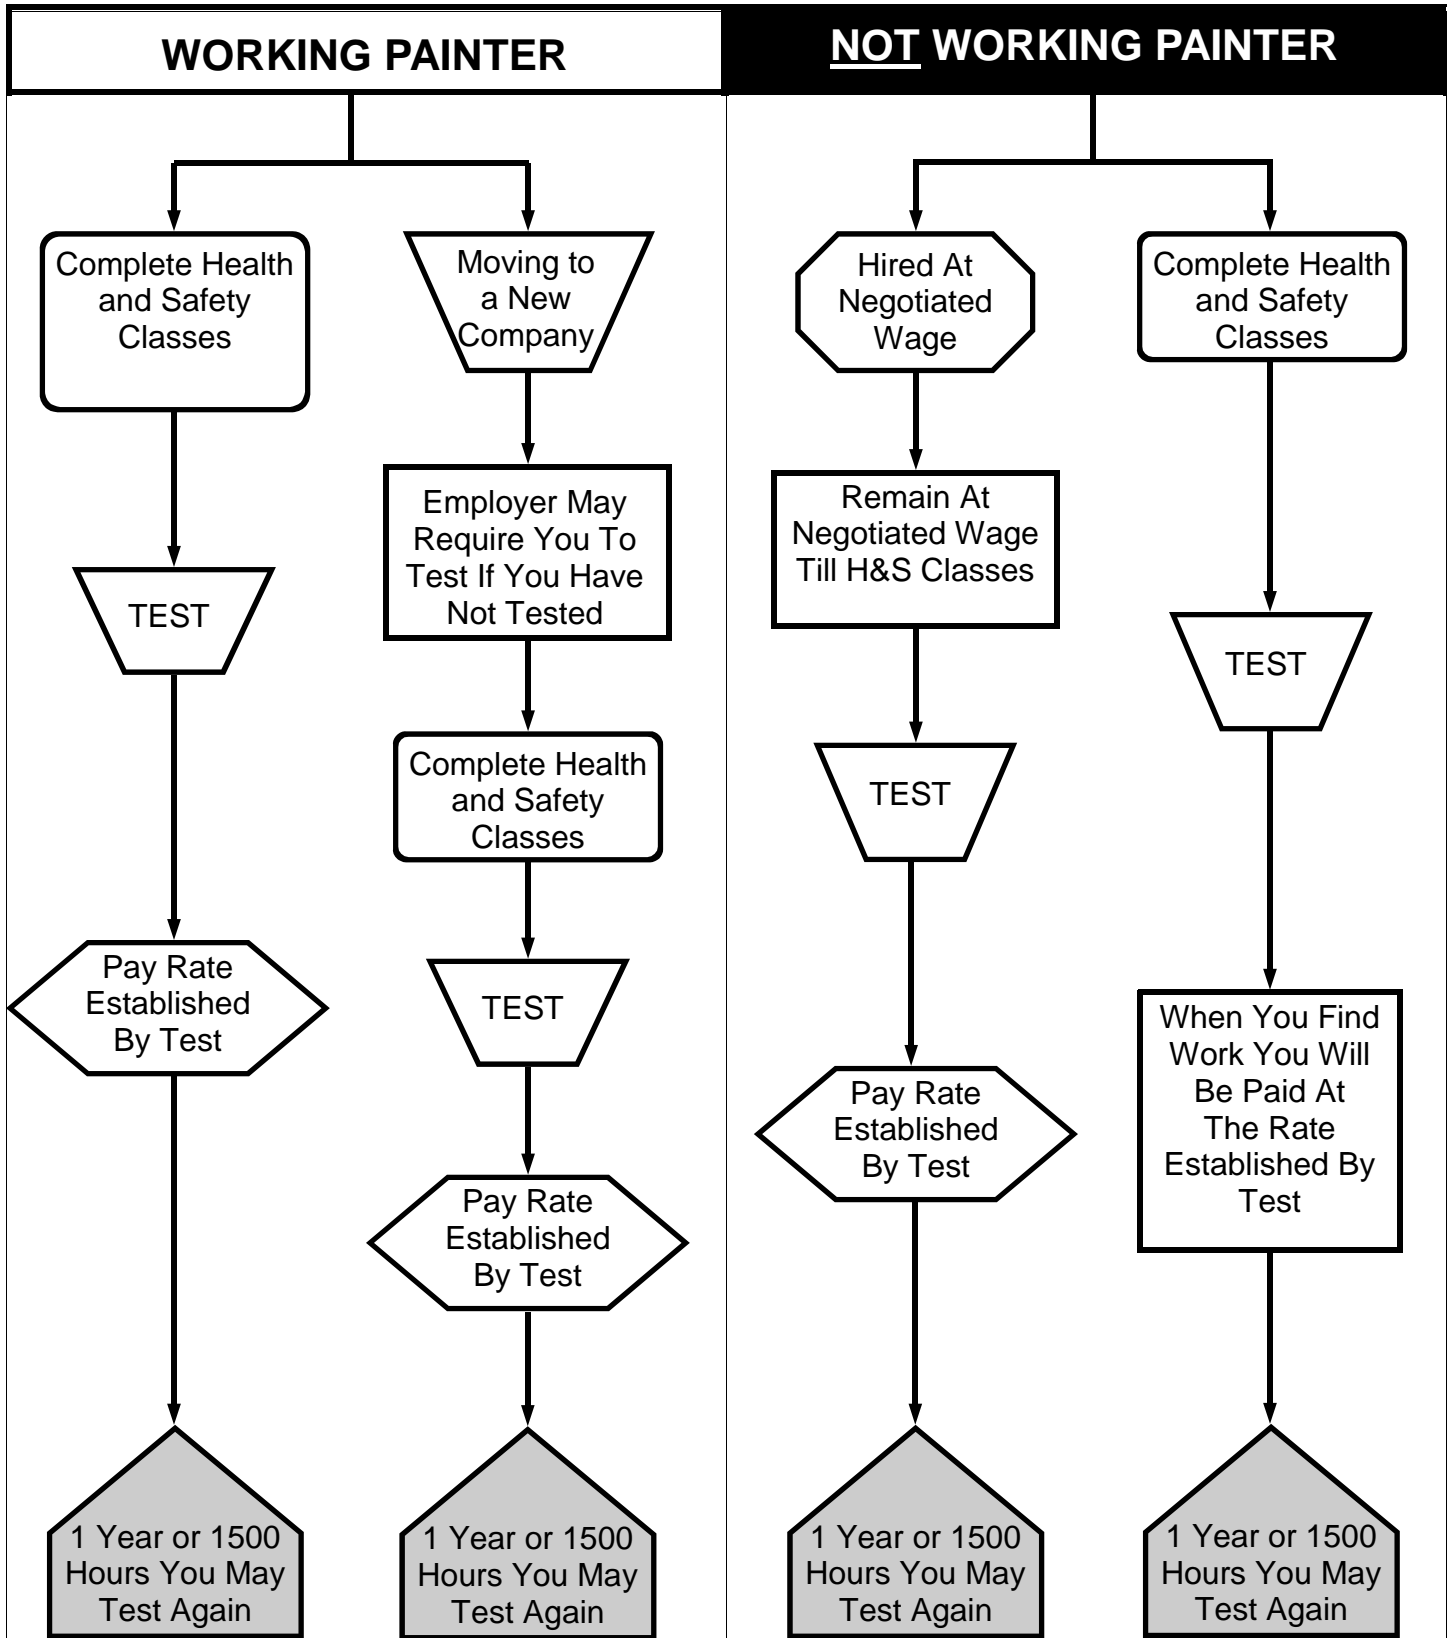 WORKING PAINTER
NOT WORKING PAINTER
Complete Health
and Safety
Classes
TEST
Pay Rate
Established
By Test
1 Year or 1500
Hours You May
Test Again
Moving to
a New
Company
Employer May
Require You To
Test If You Have
Not Tested
Complete Health
and Safety
Classes
TEST
Pay Rate
Established
By Test
1 Year or 1500
Hours You May
Test Again
Hired At
Negotiated
Wage
Remain At
Negotiated Wage
Till H&S Classes
TEST
Pay Rate
Established
By Test
1 Year or 1500
Hours You May
Test Again
Complete Health
and Safety
Classes
TEST
When You Find
Work You Will
Be Paid At
The Rate
Established By
Test
1 Year or 1500
Hours You May
Test Again